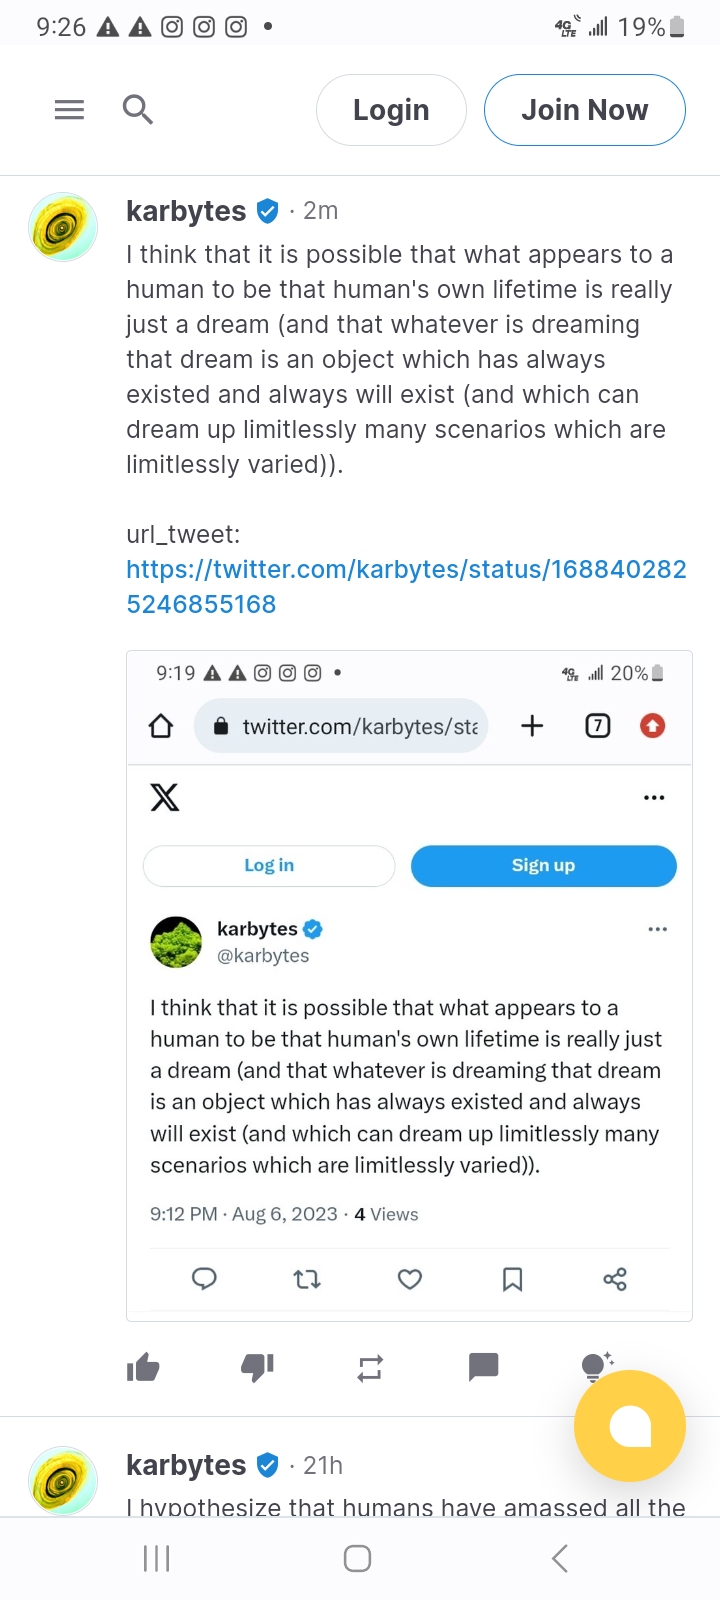 9:26
4G LTE 19%
Login
Join Now
karbytes · 2m
I think that it is possible that what appears to a
human to be that human's own lifetime is really
just a dream (and that whatever is dreaming
that dream is an object which has always
existed and always will exist (and which can
dream up limitlessly many scenarios which are
limitlessly varied)).
url_tweet:
https://twitter.com/karbytes/status/168840282
5246855168
9:19
4G LTE 20%
twitter.com/karbytes/sta
7
X
Log in
Sign up
karbytes
@karbytes
I think that it is possible that what appears to a
human to be that human's own lifetime is really just
a dream (and that whatever is dreaming that dream
is an object which has always existed and always
will exist (and which can dream up limitlessly many
scenarios which are limitlessly varied)).
9:12 PM · Aug 6, 2023 · 4 Views
karbytes · 21h
I hypothesize that humans have amassed all the